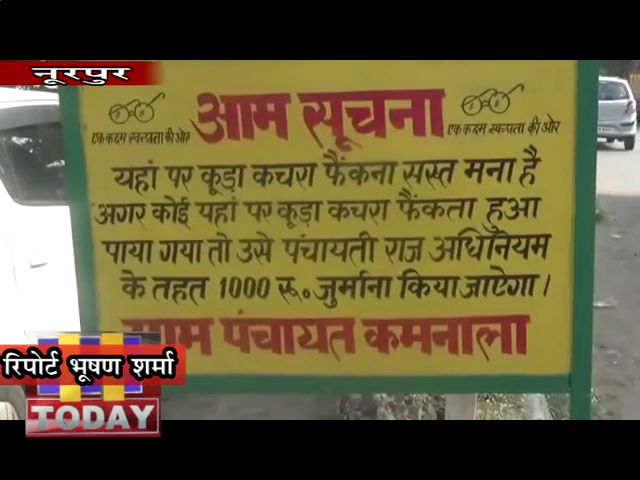 नूरपुर
आम सूचना
एक कदम स्वच्छता की ओर
एक कदम स्वच्छता की ओर
यहां पर कूड़ा कचरा फैंकना सस्त मना है
अगर कोई यहां पर कूड़ा कचरा फैंकता हुआ
पाया गया तो उसे पंचायती राज अधिनियम
के तहत 1000 रू. जुर्माना किया जाऐगा।
ग्राम पंचायत कमनाला
रिपोर्ट भूषण शर्मा
TODAY